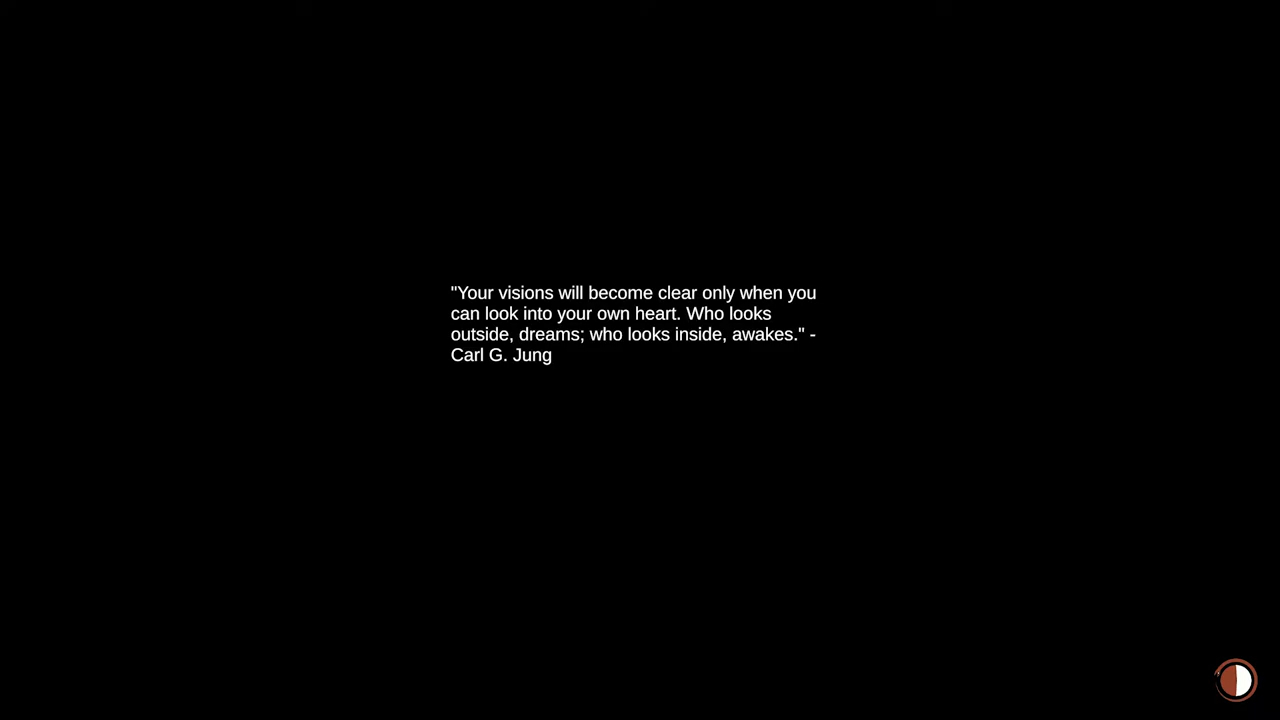 "Your visions will become clear only when you
can look into your own heart. Who looks
outside, dreams; who looks inside, awakes." -
Carl G. Jung